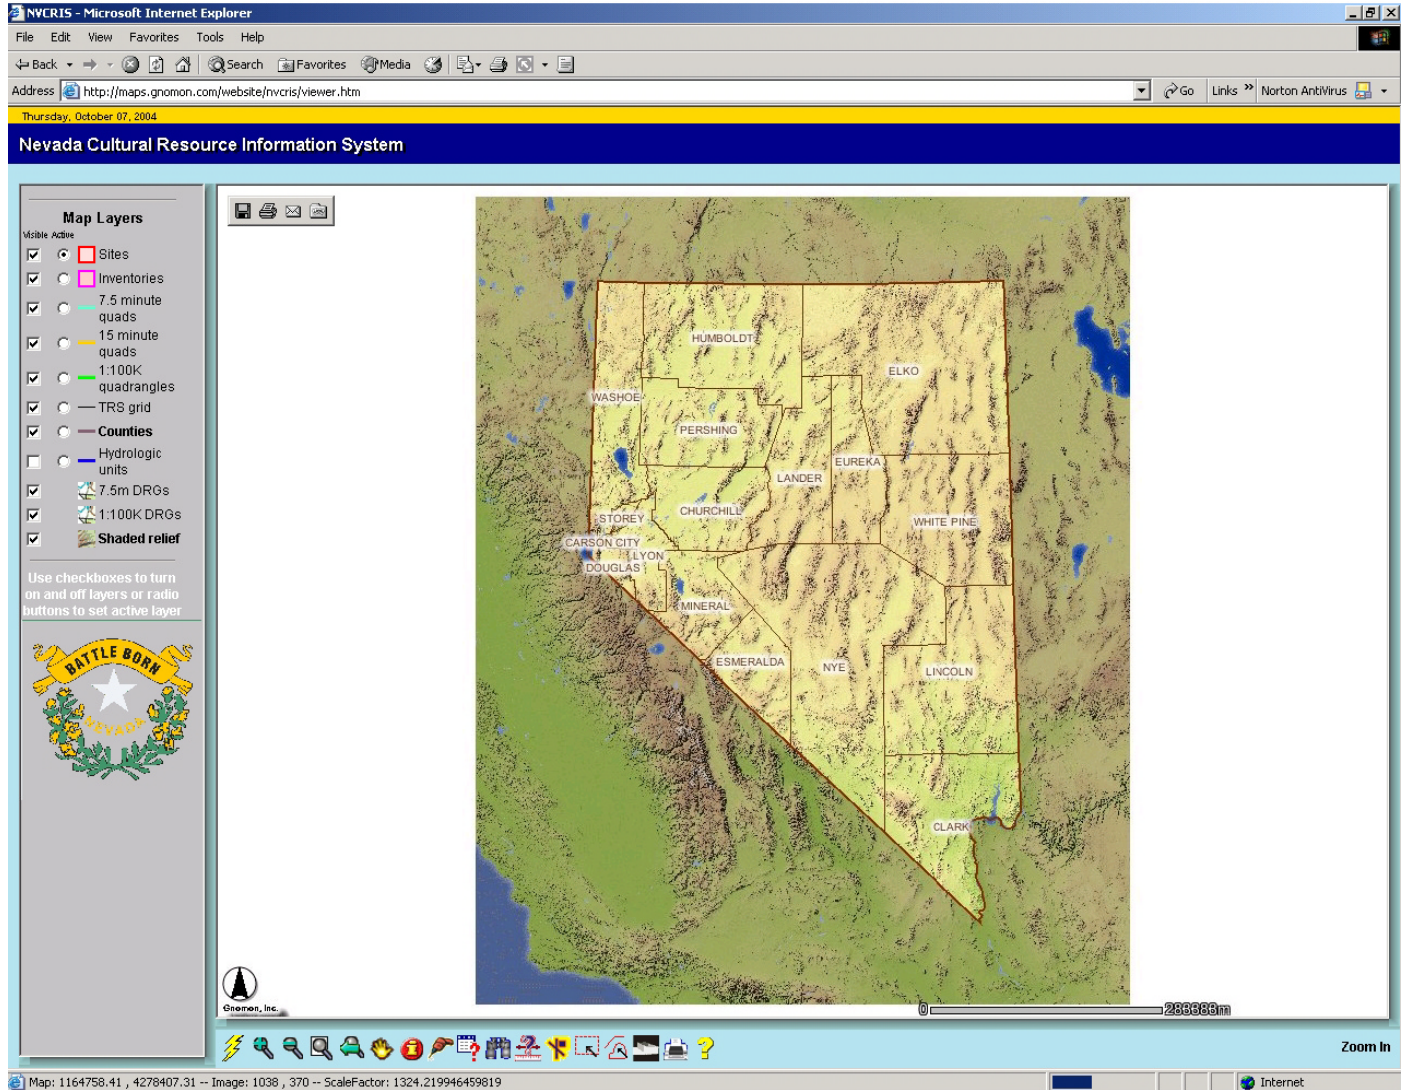 NVCRIS - Microsoft Internet Explorer
File Edit View Favorites Tools Help
Back Search Favorites Media
Address http://maps.gnomon.com/website/nvcris/viewer.htm Go Links » Norton AntiVirus
Thursday, October 07, 2004
Nevada Cultural Resource Information System
Map Layers
Visible Active
Sites
Inventories
7.5 minute
quads
15 minute
quads
1:100K
quadrangles
TRS grid
Counties
Hydrologic
units
7.5m DRGs
1:100K DRGs
Shaded relief
Use checkboxes to turn
on and off layers or radio
buttons to set active layer
BATTLE BORN
NEVADA
HUMBOLDT
ELKO
WASHOE
PERSHING
EUREKA
LANDER
STOREY
CHURCHILL
WHITE PINE
CARSON CITY
LYON
DOUGLAS
MINERAL
ESMERALDA
NYE
LINCOLN
CLARK
Gnomon, Inc.
0 283888m
Zoom In
Map: 1164758.41 , 4278407.31 -- Image: 1038 , 370 -- ScaleFactor: 1324.219946459819
Internet